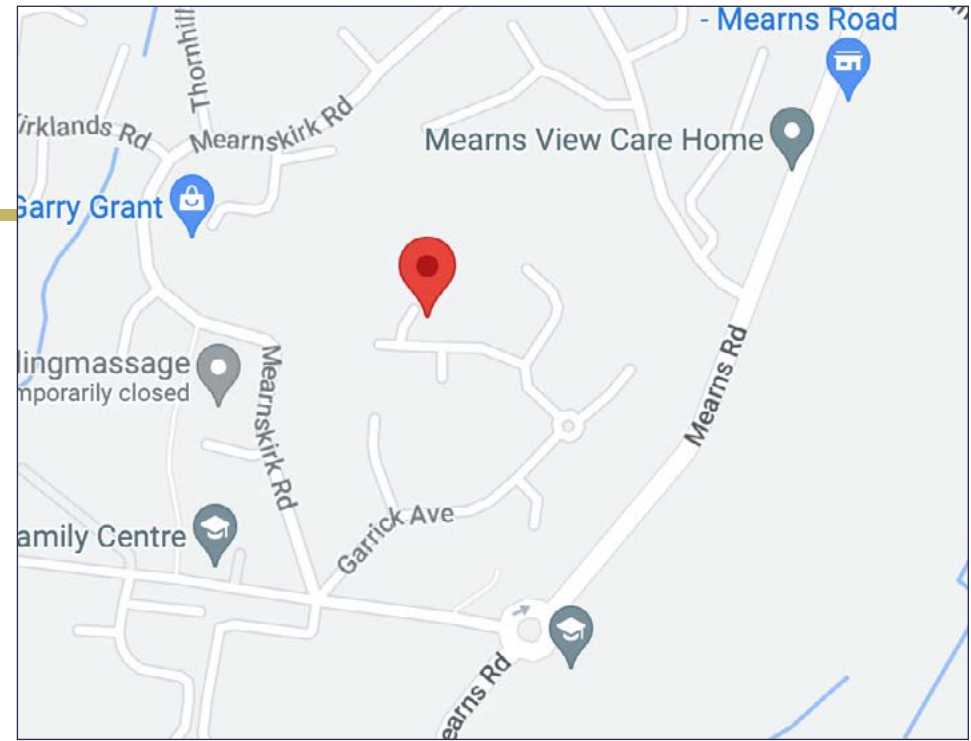 - Mearns Road
Thornhill
Mearnskirk Rd
irklands Rd
Mearns View Care Home
Garry Grant
Mearns Rd
lingmassage
mporarily closed
Mearnskirk Rd
Garrick Ave
amily Centre
earns Rd